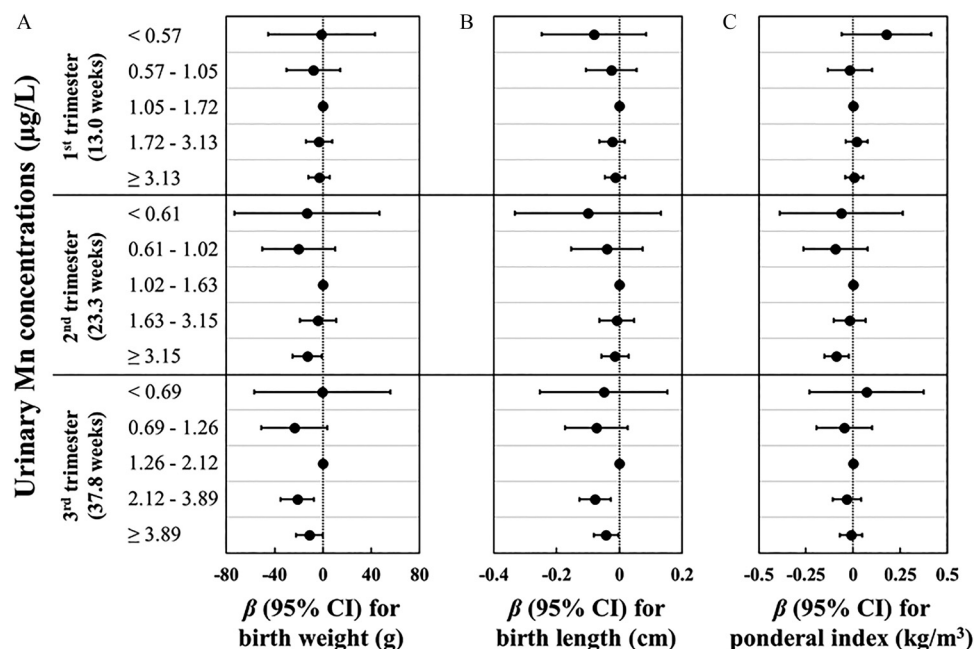 A
B
C
Urinary Mn concentrations (µg/L)
1st trimester
(13.0 weeks)
< 0.57
0.57 - 1.05
1.05 - 1.72
1.72 - 3.13
≥ 3.13
2nd trimester
(23.3 weeks)
< 0.61
0.61 - 1.02
1.02 - 1.63
1.63 - 3.15
≥ 3.15
3rd trimester
(37.8 weeks)
< 0.69
0.69 - 1.26
1.26 - 2.12
2.12 - 3.89
≥ 3.89
-80 -40 0 40 80
β (95% CI) for
birth weight (g)
-0.4 -0.2 0 0.2
β (95% CI) for
birth length (cm)
-0.5 -0.25 0 0.25 0.5
β (95% CI) for
ponderal index (kg/m³)